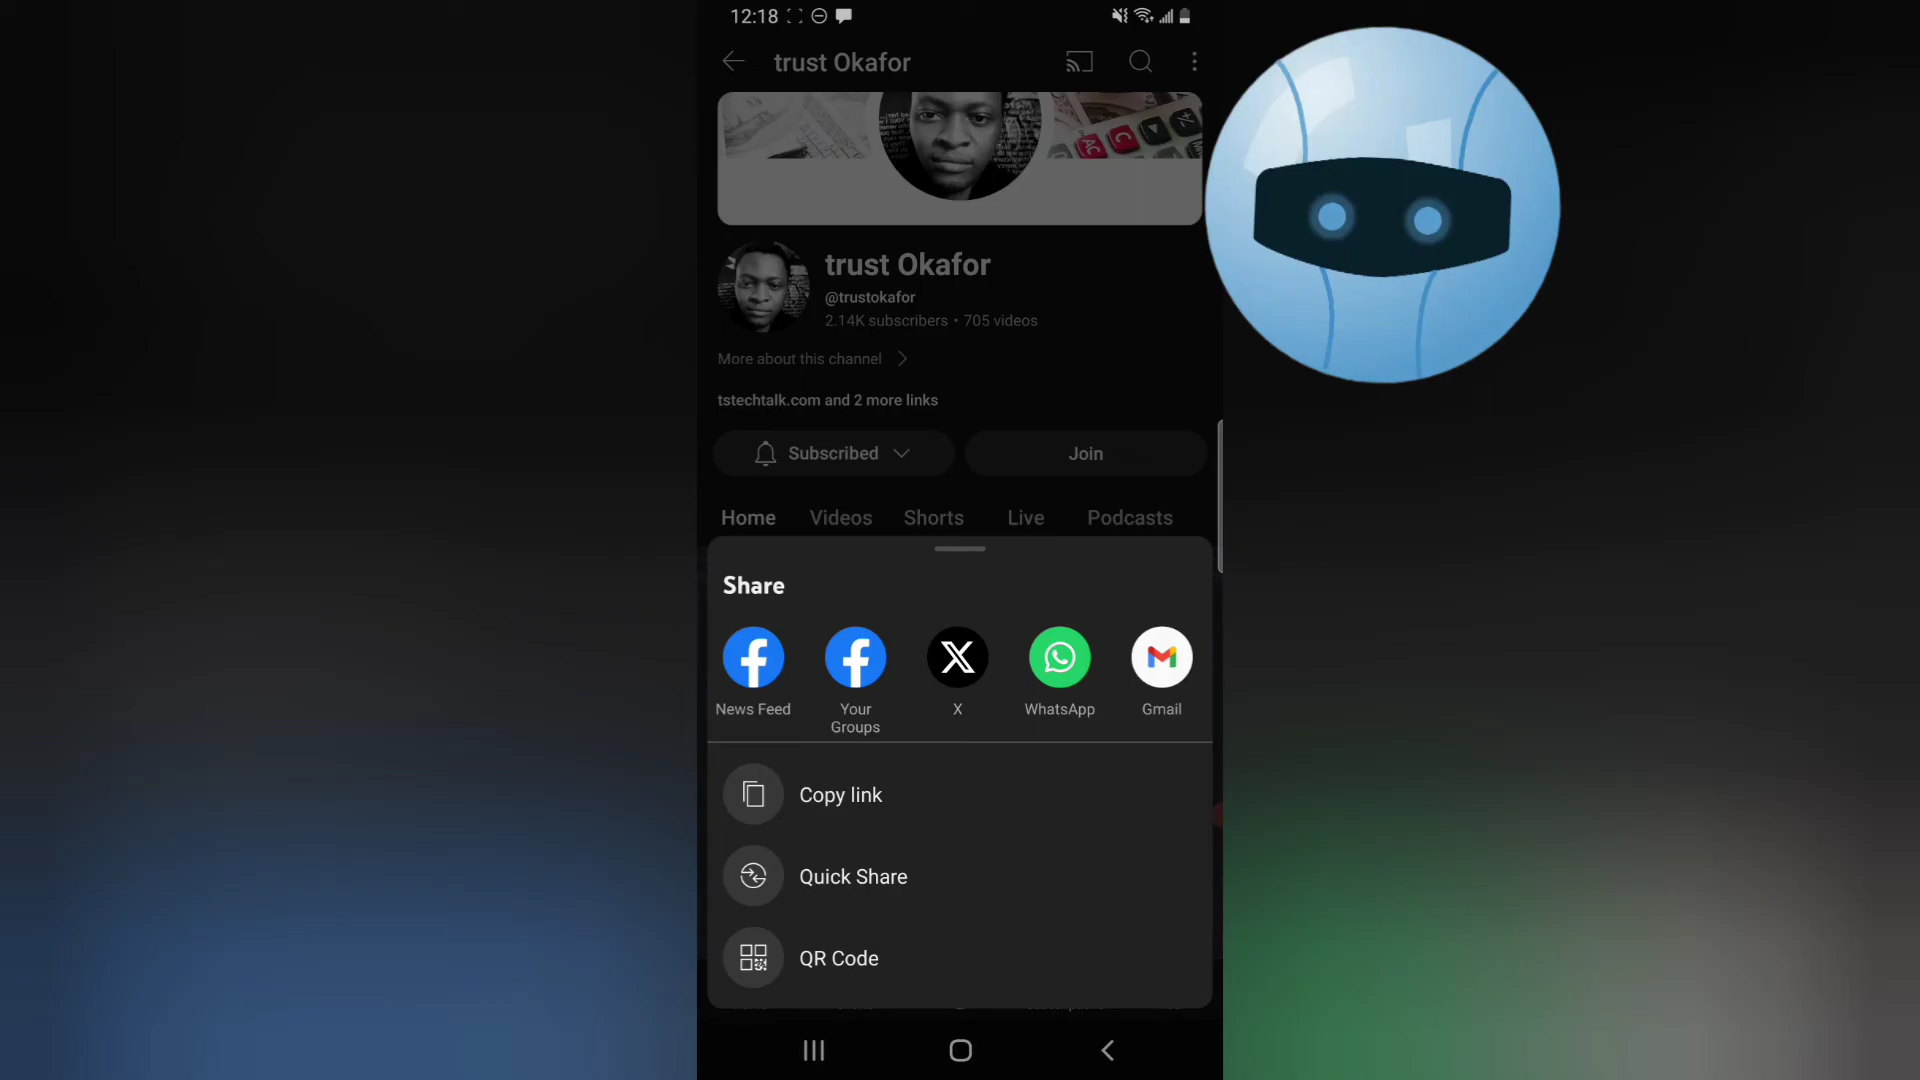 12:18
trust Okafor
AC
C
trust Okafor
@trustokafor
2.14K subscribers • 705 videos
More about this channel
tstechtalk.com and 2 more links
Subscribed
Join
Home Videos Shorts Live Podcasts
Share
News Feed
Your
Groups
X
WhatsApp
Gmail
Copy link
Quick Share
QR Code